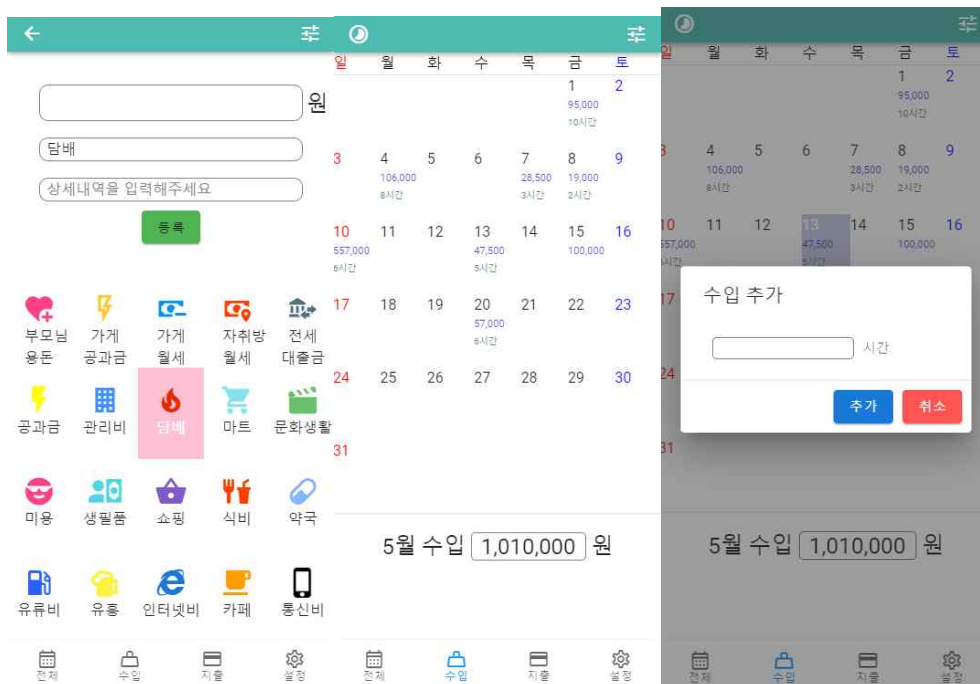 원
담배
상세내역을 입력해주세요
등록
부모님 용돈
가게 공과금
가게 월세
자취방 월세
전세 대출금
공과금
관리비
담배
마트
문화생활
미용
생필품
쇼핑
식비
약국
유류비
유흥
인터넷비
카페
통신비
전체 수입 지출 설정
일 월 화 수 목 금 토
1 2
95,000
10시간
3 4 5 6 7 8 9
106,000 28,500 19,000
8시간 3시간 2시간
10 11 12 13 14 15 16
557,000 47,500 100,000
6시간 5시간
17 18 19 20 21 22 23
57,000
6시간
24 25 26 27 28 29 30
31
5월 수입 1,010,000 원
전체 수입 지출 설정
일 월 화 수 목 금 토
1 2
95,000
10시간
3 4 5 6 7 8 9
106,000 28,500 19,000
8시간 3시간 2시간
10 11 12 13 14 15 16
557,000 47,500 100,000
6시간 5시간
17
수입 추가
시간
24
추가 취소
31
5월 수입 1,010,000 원
전체 수입 지출 설정